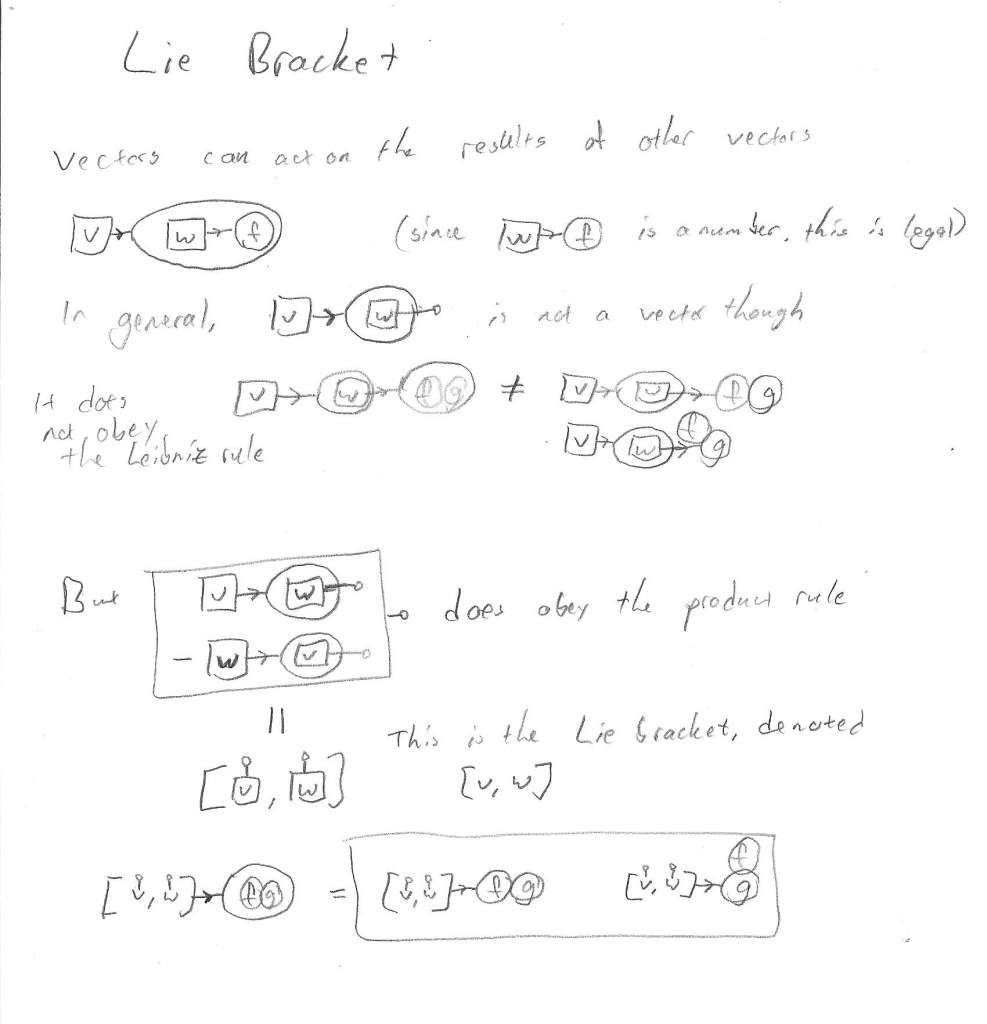 Lie Bracket
Vectors can act on the results of other vectors
v w f (since w f is a number, this is legal)
In general, v w is not a vector though
It does
not obey
the Leibniz rule
v w f g ≠ v w f g
v w f g
But v w does obey the product rule
− w v
=
This is the Lie bracket, denoted
[v, w] [v, w]
[v, w] f g = [v, w] f g [v, w] f g